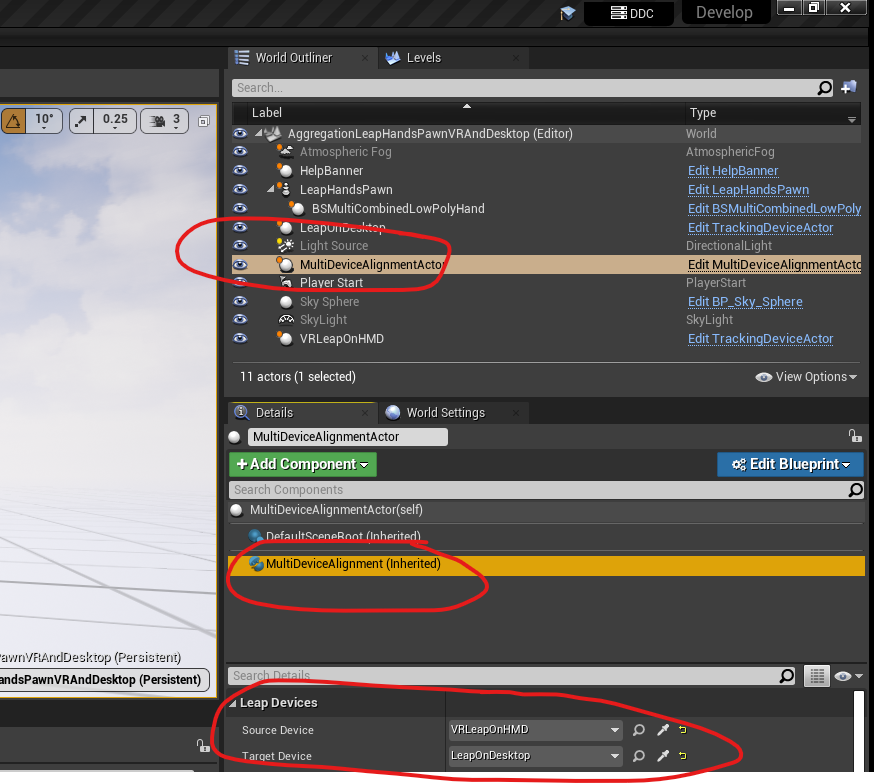 DDC
Develop
World Outliner
Levels
Search...
Label Type
AggregationLeapHandsPawnVRAndDesktop (Editor) World
Atmospheric Fog AtmosphericFog
HelpBanner Edit HelpBanner
LeapHandsPawn Edit LeapHandsPawn
BSMultiCombinedLowPolyHand Edit BSMultiCombinedLowPoly
LeapOnDesktop Edit TrackingDeviceActor
Light Source DirectionalLight
MultiDeviceAlignmentActor Edit MultiDeviceAlignmentActo
Player Start PlayerStart
Sky Sphere Edit BP_Sky_Sphere
SkyLight SkyLight
VRLeapOnHMD Edit TrackingDeviceActor
11 actors (1 selected) View Options
10° 0.25 3
awnVRAndDesktop (Persistent)
andsPawnVRAndDesktop (Persistent)
Details
World Settings
MultiDeviceAlignmentActor
+ Add Component Edit Blueprint
Search Components
MultiDeviceAlignmentActor(self)
DefaultSceneRoot (Inherited)
MultiDeviceAlignment (Inherited)
Search Details
Leap Devices
Source Device VRLeapOnHMD
Target Device LeapOnDesktop